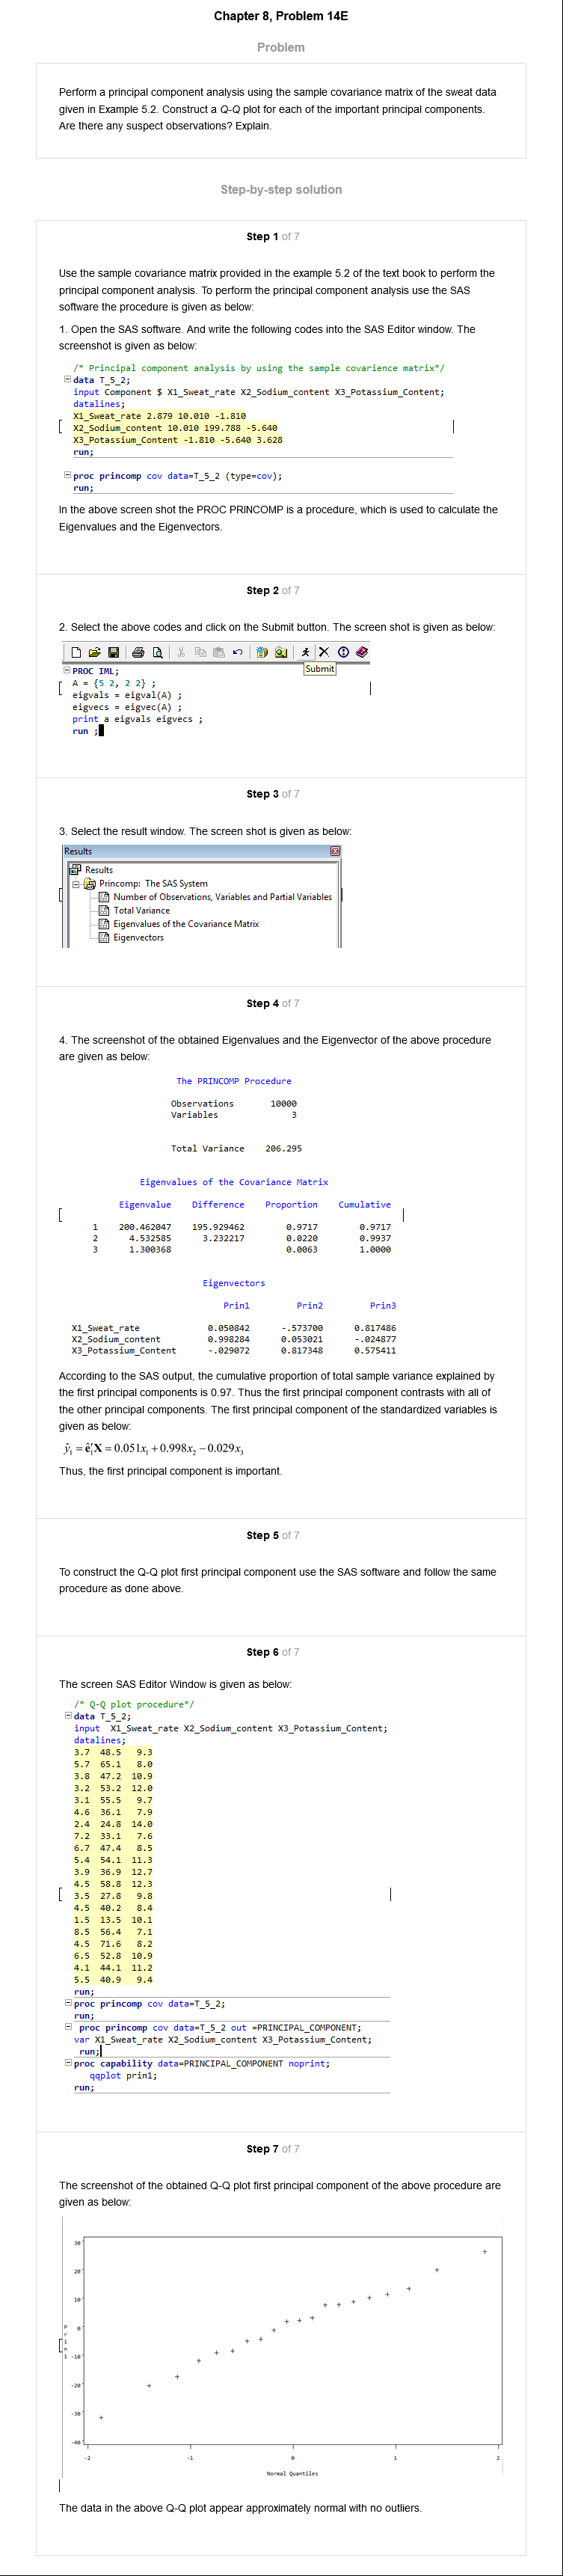 Chapter 8, Problem 14E
Problem
Perform a principal component analysis using the sample covariance matrix of the sweat data
given in Example 5.2. Construct a Q-Q plot for each of the important principal components.
Are there any suspect observations? Explain.
Step-by-step solution
Step 1 of 7
Use the sample covariance matrix provided in the example 5.2 of the text book to perform the
principal component analysis. To perform the principal component analysis use the SAS
software the procedure is given as below:
1. Open the SAS software. And write the following codes into the SAS Editor window. The
screenshot is given as below:
/* Principal component analysis by using the sample covarience matrix*/
data T_5_2;
input Component $ X1_Sweat_rate X2_Sodium_content X3_Potassium_Content;
datalines;
X1_Sweat_rate 2.879 10.010 -1.810
X2_Sodium_content 10.010 199.788 -5.640
X3_Potassium_Content -1.810 -5.640 3.628
run;
proc princomp cov data=T_5_2 (type=cov);
run;
In the above screen shot the PROC PRINCOMP is a procedure, which is used to calculate the
Eigenvalues and the Eigenvectors.
Step 2 of 7
2. Select the above codes and click on the Submit button. The screen shot is given as below:
Submit
PROC IML;
A = {5 2, 2 2} ;
eigvals = eigval(A) ;
eigvecs = eigvec(A) ;
print a eigvals eigvecs ;
run ;
Step 3 of 7
3. Select the result window. The screen shot is given as below:
Results
Results
Princomp: The SAS System
Number of Observations, Variables and Partial Variables
Total Variance
Eigenvalues of the Covariance Matrix
Eigenvectors
Step 4 of 7
4. The screenshot of the obtained Eigenvalues and the Eigenvector of the above procedure
are given as below:
The PRINCOMP Procedure
Observations 10000
Variables 3
Total Variance 206.295
Eigenvalues of the Covariance Matrix
Eigenvalue Difference Proportion Cumulative
1 200.462047 195.929462 0.9717 0.9717
2 4.532585 3.232217 0.0220 0.9937
3 1.300368 0.0063 1.0000
Eigenvectors
Prin1 Prin2 Prin3
X1_Sweat_rate 0.050842 -.573700 0.817486
X2_Sodium_content 0.998284 0.053021 -.024877
X3_Potassium_Content -.029072 0.817348 0.575411
According to the SAS output, the cumulative proportion of total sample variance explained by
the first principal components is 0.97. Thus the first principal component contrasts with all of
the other principal components. The first principal component of the standardized variables is
given as below:
ŷ₁ = ê₁′X = 0.051x₁ + 0.998x₂ − 0.029x₃
Thus, the first principal component is important.
Step 5 of 7
To construct the Q-Q plot first principal component use the SAS software and follow the same
procedure as done above.
Step 6 of 7
The screen SAS Editor Window is given as below:
/* Q-Q plot procedure*/
data T_5_2;
input X1_Sweat_rate X2_Sodium_content X3_Potassium_Content;
datalines;
3.7 48.5 9.3
5.7 65.1 8.0
3.8 47.2 10.9
3.2 53.2 12.0
3.1 55.5 9.7
4.6 36.1 7.9
2.4 24.8 14.0
7.2 33.1 7.6
6.7 47.4 8.5
5.4 54.1 11.3
3.9 36.9 12.7
4.5 58.8 12.3
3.5 27.8 9.8
4.5 40.2 8.4
1.5 13.5 10.1
8.5 56.4 7.1
4.5 71.6 8.2
6.5 52.8 10.9
4.1 44.1 11.2
5.5 40.9 9.4
run;
proc princomp cov data=T_5_2;
run;
proc princomp cov data=T_5_2 out =PRINCIPAL_COMPONENT;
var X1_Sweat_rate X2_Sodium_content X3_Potassium_Content;
run;
proc capability data=PRINCIPAL_COMPONENT noprint;
qqplot prin1;
run;
Step 7 of 7
The screenshot of the obtained Q-Q plot first principal component of the above procedure are
given as below:
30
20
10
0
-10
-20
-30
-40
Prin1
-2 -1 0 1 2
Normal Quantiles
The data in the above Q-Q plot appear approximately normal with no outliers.